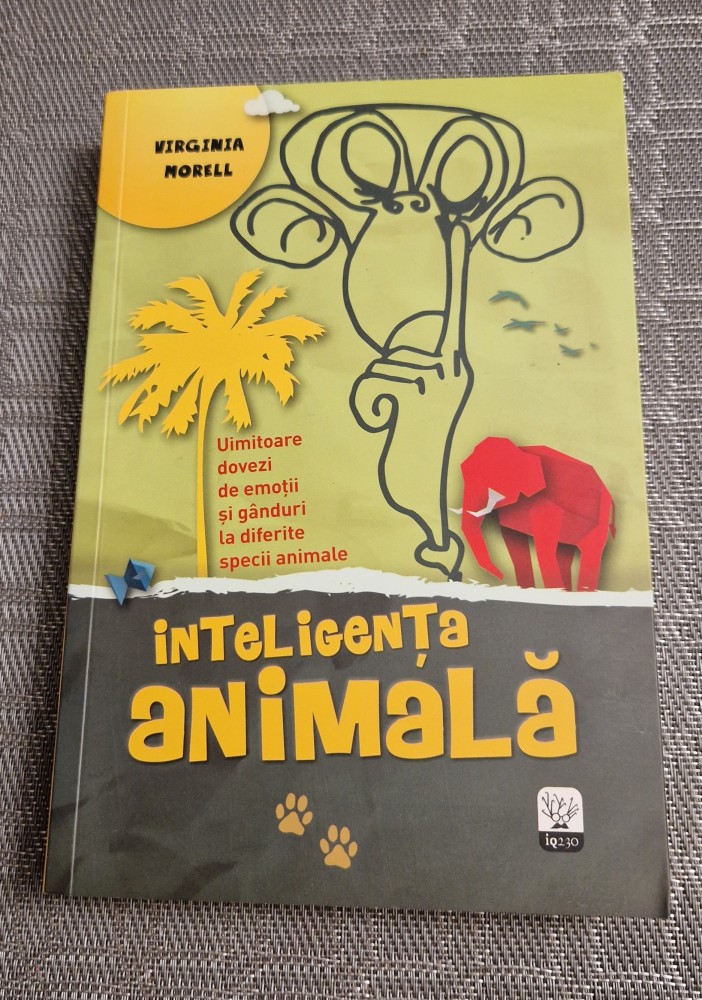 VIRGINIA
MORELL
Uimitoare
dovezi
de emoții
și gânduri
la diferite
specii animale
inTeLigenȚa
aniMaLă
iQ230